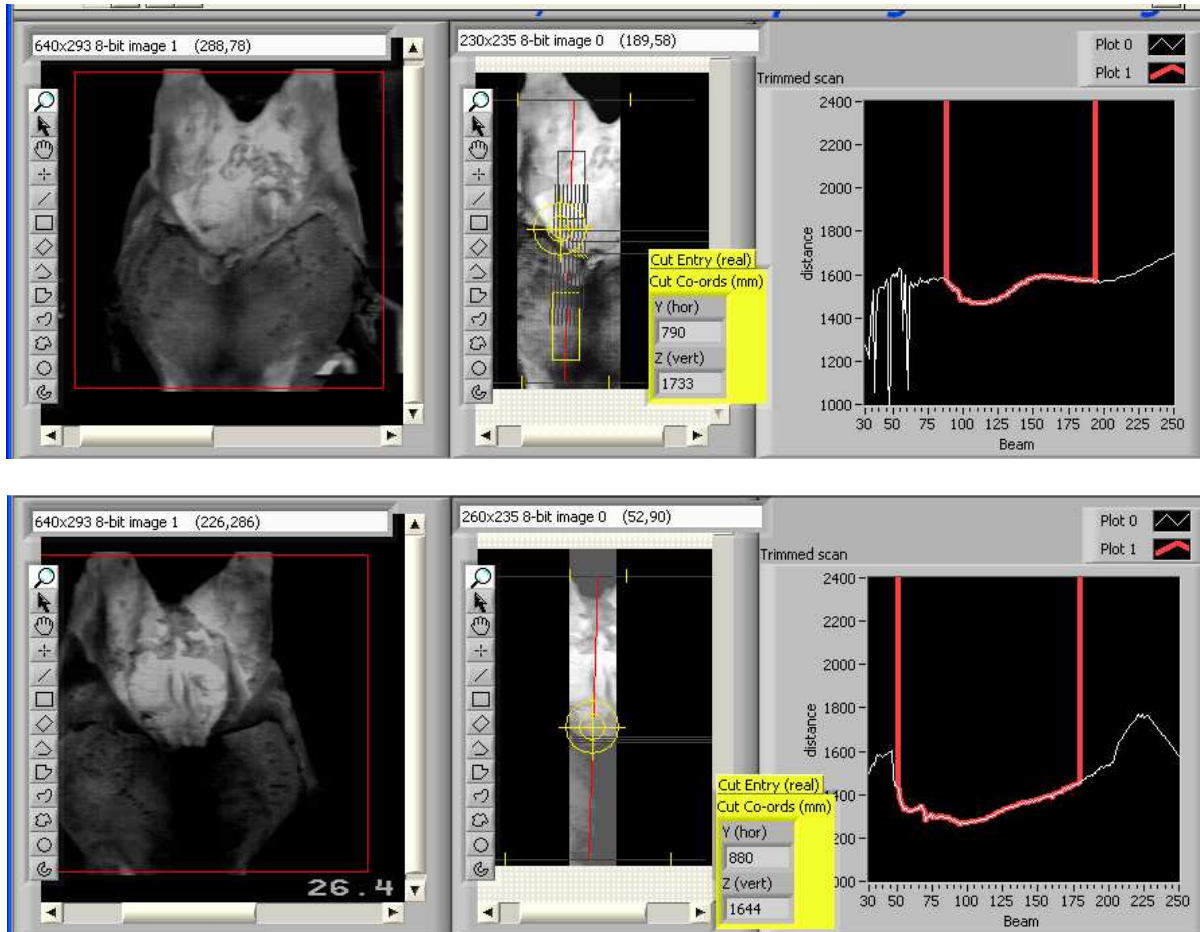 640x293 8-bit image 1 (288,78)
230x235 8-bit image 0 (189,58)
Plot 0
Plot 1
Trimmed scan
2400
2200
2000
1800
1600
1400
1200
1000
distance
30 50 75 100 125 150 175 200 225 250
Beam
Cut Entry (real)
Cut Co-ords (mm)
Y (hor)
790
Z (vert)
1733
640x293 8-bit image 1 (226,286)
260x235 8-bit image 0 (52,90)
Plot 0
Plot 1
Trimmed scan
2400
2200
2000
1800
1600
400
200
000
distance
30 50 75 100 125 150 175 200 225 250
Beam
Cut Entry (real)
Cut Co-ords (mm)
Y (hor)
880
Z (vert)
1644
26.4